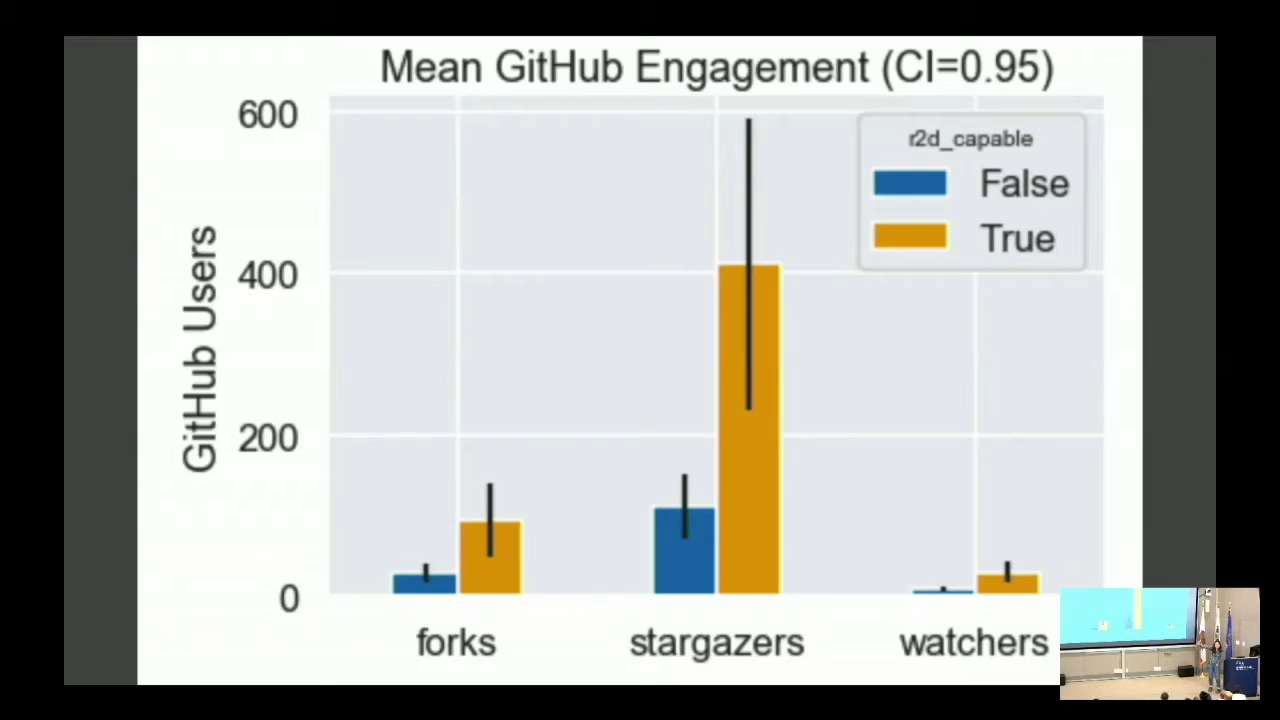 Mean GitHub Engagement (CI=0.95)
600
400
200
0
GitHub Users
r2d_capable
False
True
forks
stargazers
watchers